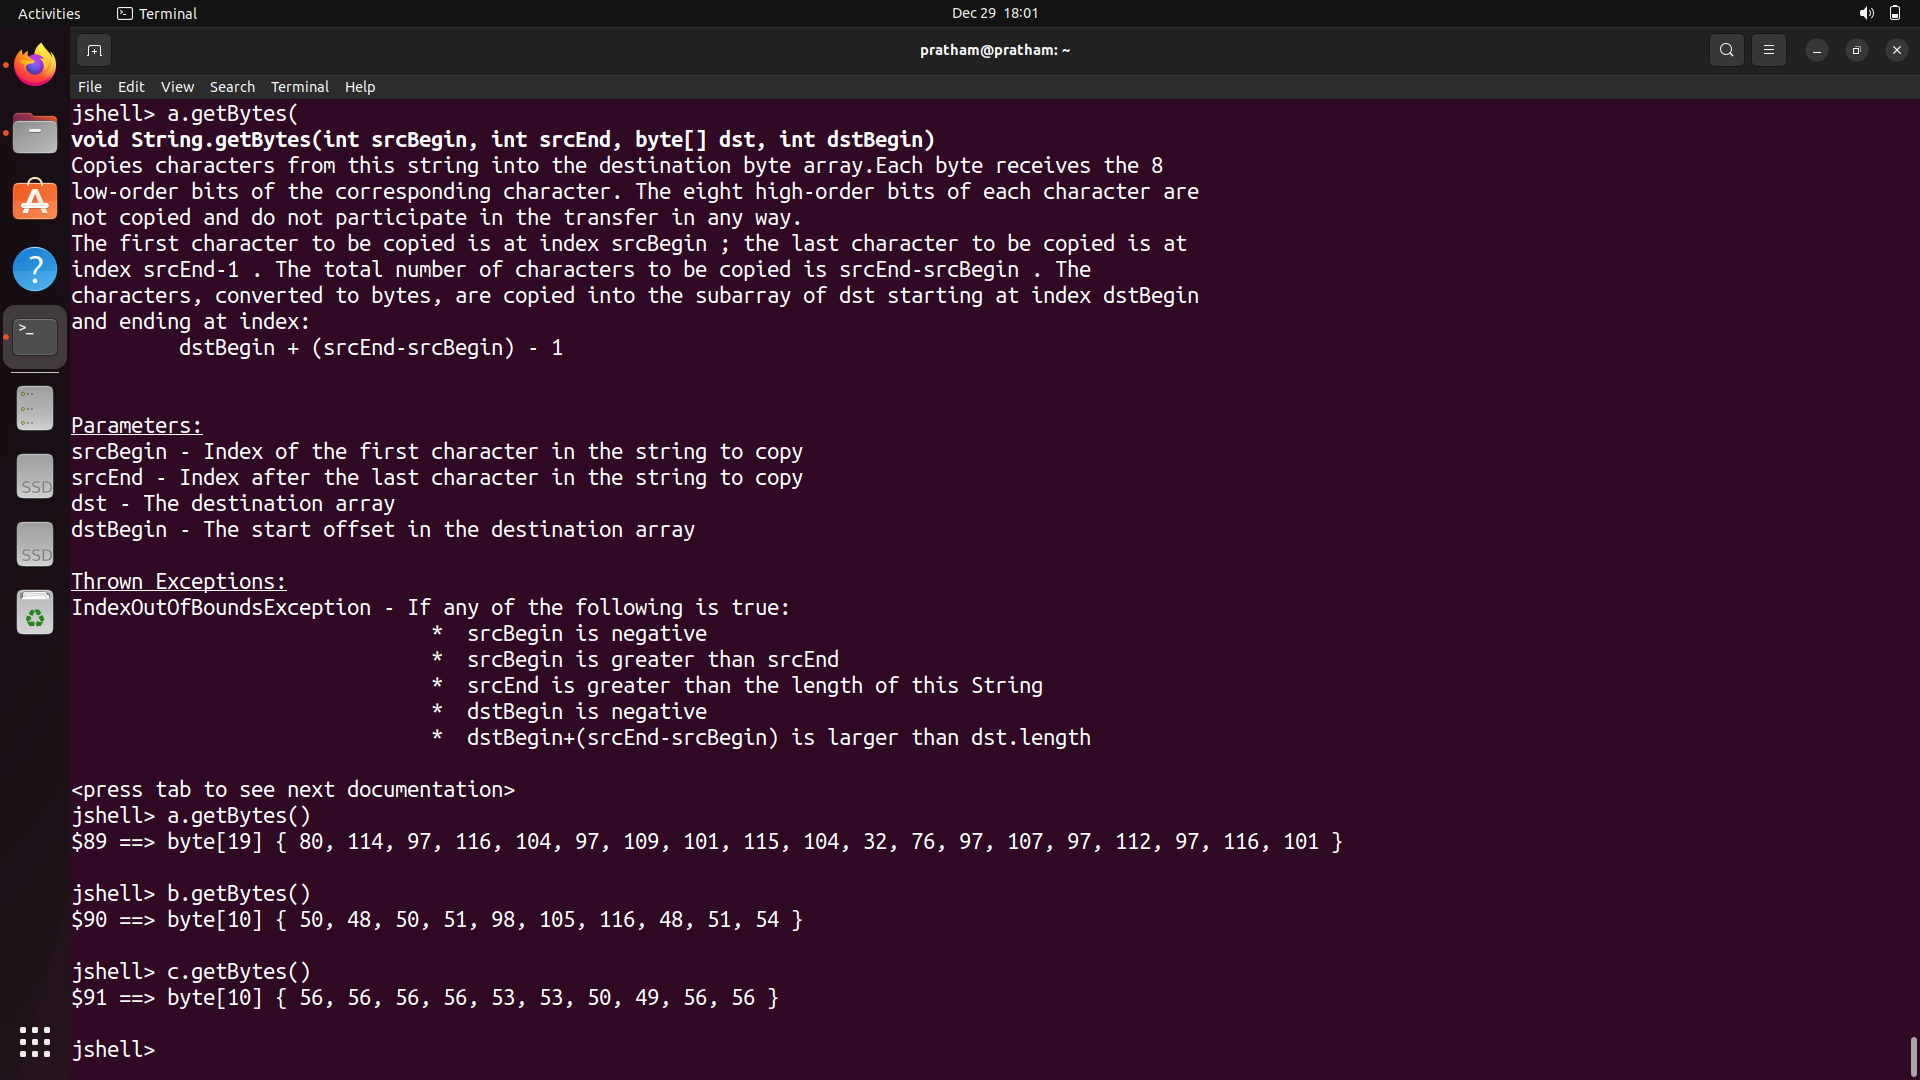 Activities Terminal Dec 29 18:01
pratham@pratham: ~
File Edit View Search Terminal Help
jshell> a.getBytes(
void String.getBytes(int srcBegin, int srcEnd, byte[] dst, int dstBegin)
Copies characters from this string into the destination byte array.Each byte receives the 8
low-order bits of the corresponding character. The eight high-order bits of each character are
not copied and do not participate in the transfer in any way.
The first character to be copied is at index srcBegin ; the last character to be copied is at
index srcEnd-1 . The total number of characters to be copied is srcEnd-srcBegin . The
characters, converted to bytes, are copied into the subarray of dst starting at index dstBegin
and ending at index:
dstBegin + (srcEnd-srcBegin) - 1
Parameters:
srcBegin - Index of the first character in the string to copy
srcEnd - Index after the last character in the string to copy
dst - The destination array
dstBegin - The start offset in the destination array
Thrown Exceptions:
IndexOutOfBoundsException - If any of the following is true:
* srcBegin is negative
* srcBegin is greater than srcEnd
* srcEnd is greater than the length of this String
* dstBegin is negative
* dstBegin+(srcEnd-srcBegin) is larger than dst.length
<press tab to see next documentation>
jshell> a.getBytes()
$89 ==> byte[19] { 80, 114, 97, 116, 104, 97, 109, 101, 115, 104, 32, 76, 97, 107, 97, 112, 97, 116, 101 }
jshell> b.getBytes()
$90 ==> byte[10] { 50, 48, 50, 51, 98, 105, 116, 48, 51, 54 }
jshell> c.getBytes()
$91 ==> byte[10] { 56, 56, 56, 56, 53, 53, 50, 49, 56, 56 }
jshell>
SSD
SSD